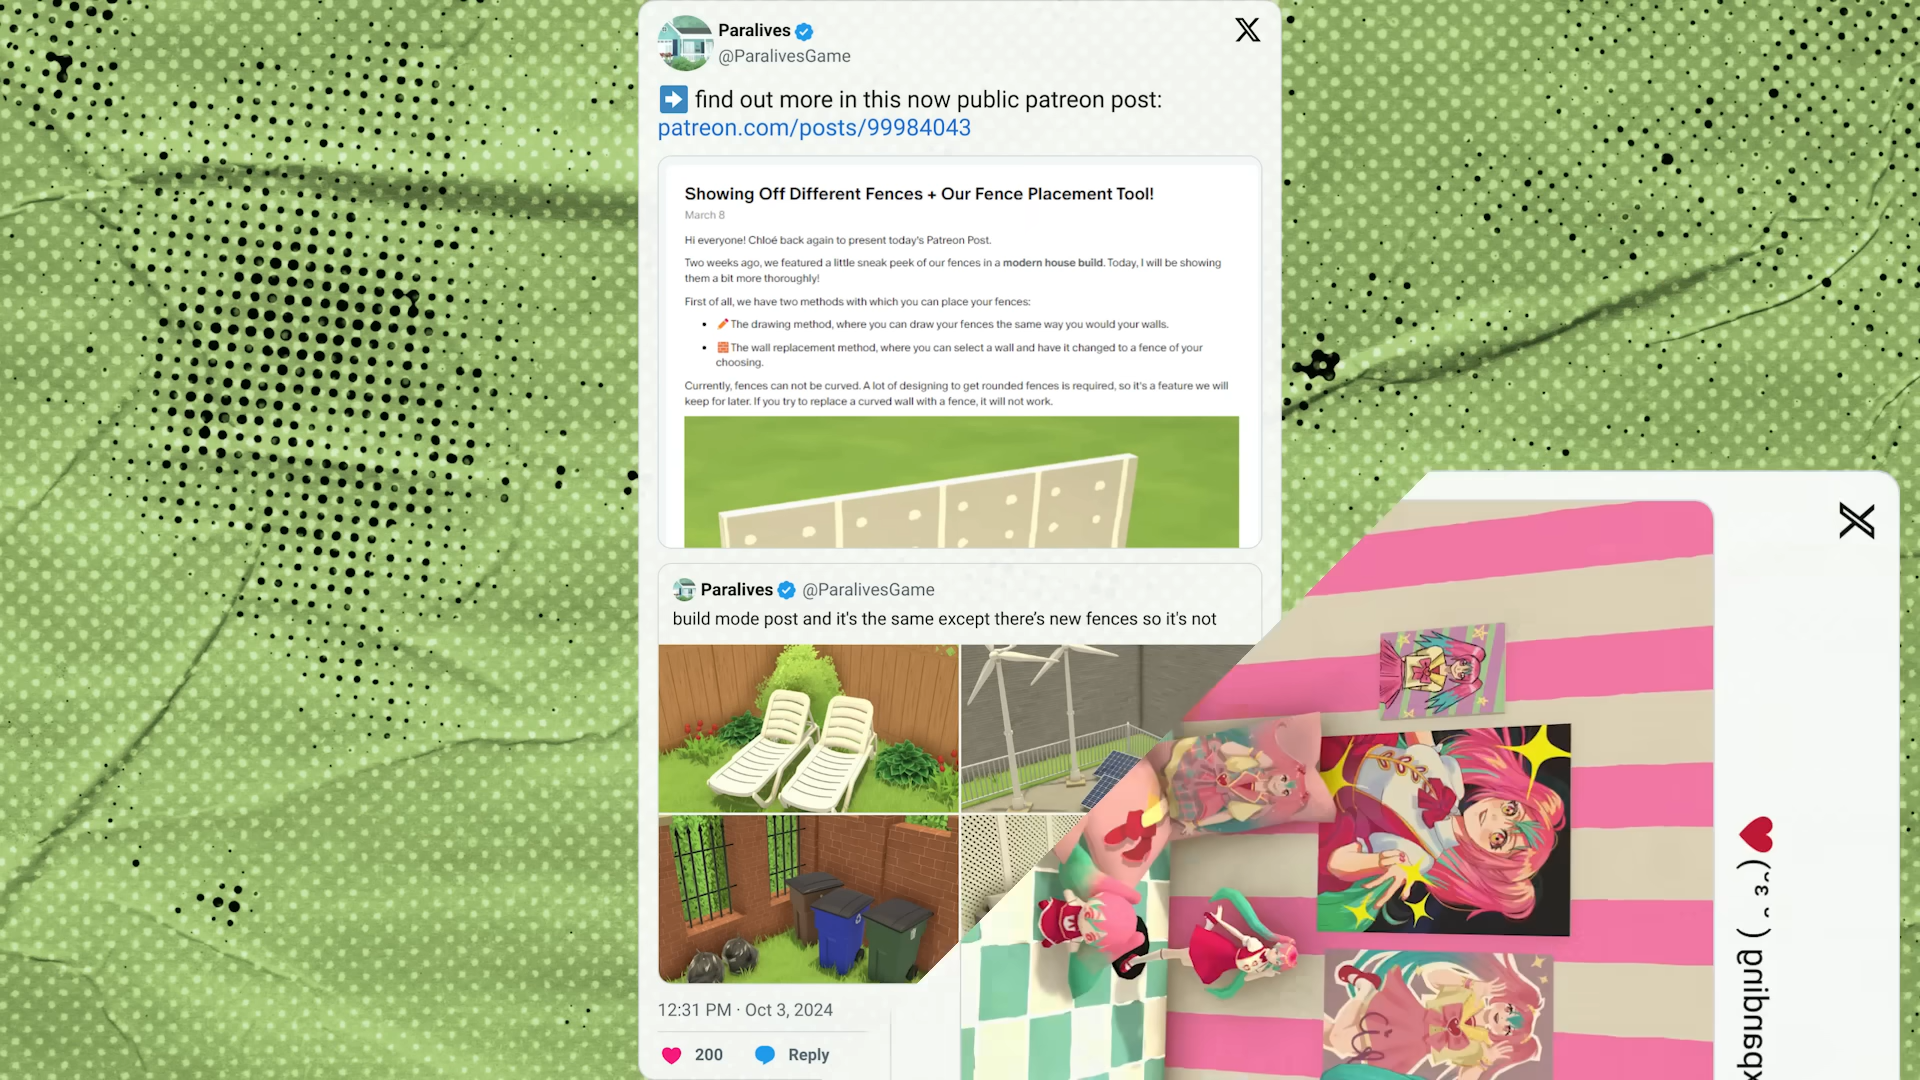 Paralives
@ParalivesGame
➡️ find out more in this now public patreon post:
patreon.com/posts/99984043
Showing Off Different Fences + Our Fence Placement Tool!
March 8
Hi everyone! Chloé back again to present today's Patreon Post.
Two weeks ago, we featured a little sneak peek of our fences in a modern house build. Today, I will be showing
them a bit more thoroughly!
First of all, we have two methods with which you can place your fences:
• ✏️The drawing method, where you can draw your fences the same way you would your walls.
• 🧱The wall replacement method, where you can select a wall and have it changed to a fence of your
choosing.
Currently, fences can not be curved. A lot of designing to get rounded fences is required, so it's a feature we will
keep for later. If you try to replace a curved wall with a fence, it will not work.
Paralives @ParalivesGame
build mode post and it's the same except there's new fences so it's not
12:31 PM · Oct 3, 2024
200 Reply